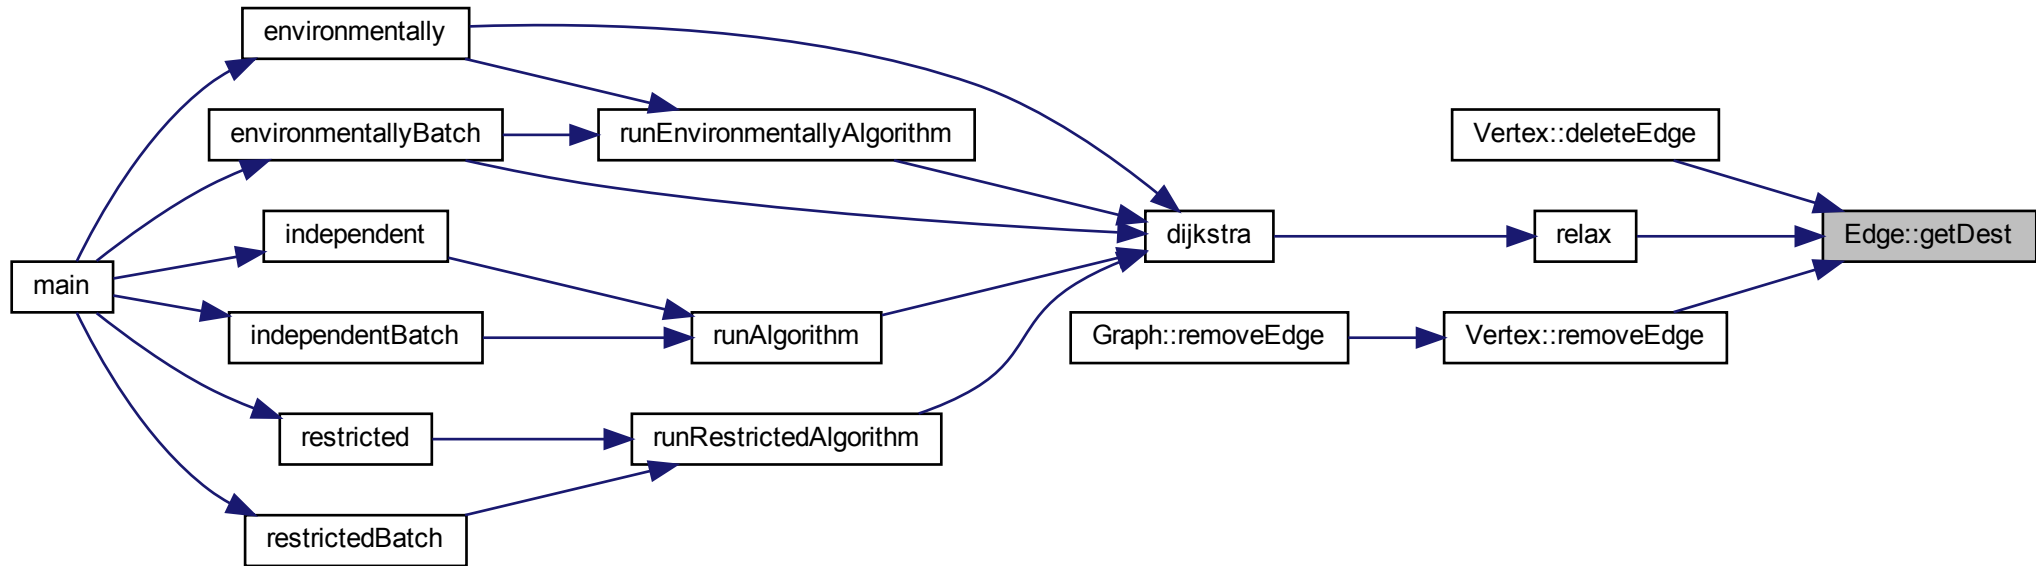 environmentally
environmentallyBatch
runEnvironmentallyAlgorithm
Vertex::deleteEdge
independent
dijkstra
relax
Edge::getDest
main
independentBatch
runAlgorithm
Graph::removeEdge
Vertex::removeEdge
restricted
runRestrictedAlgorithm
restrictedBatch